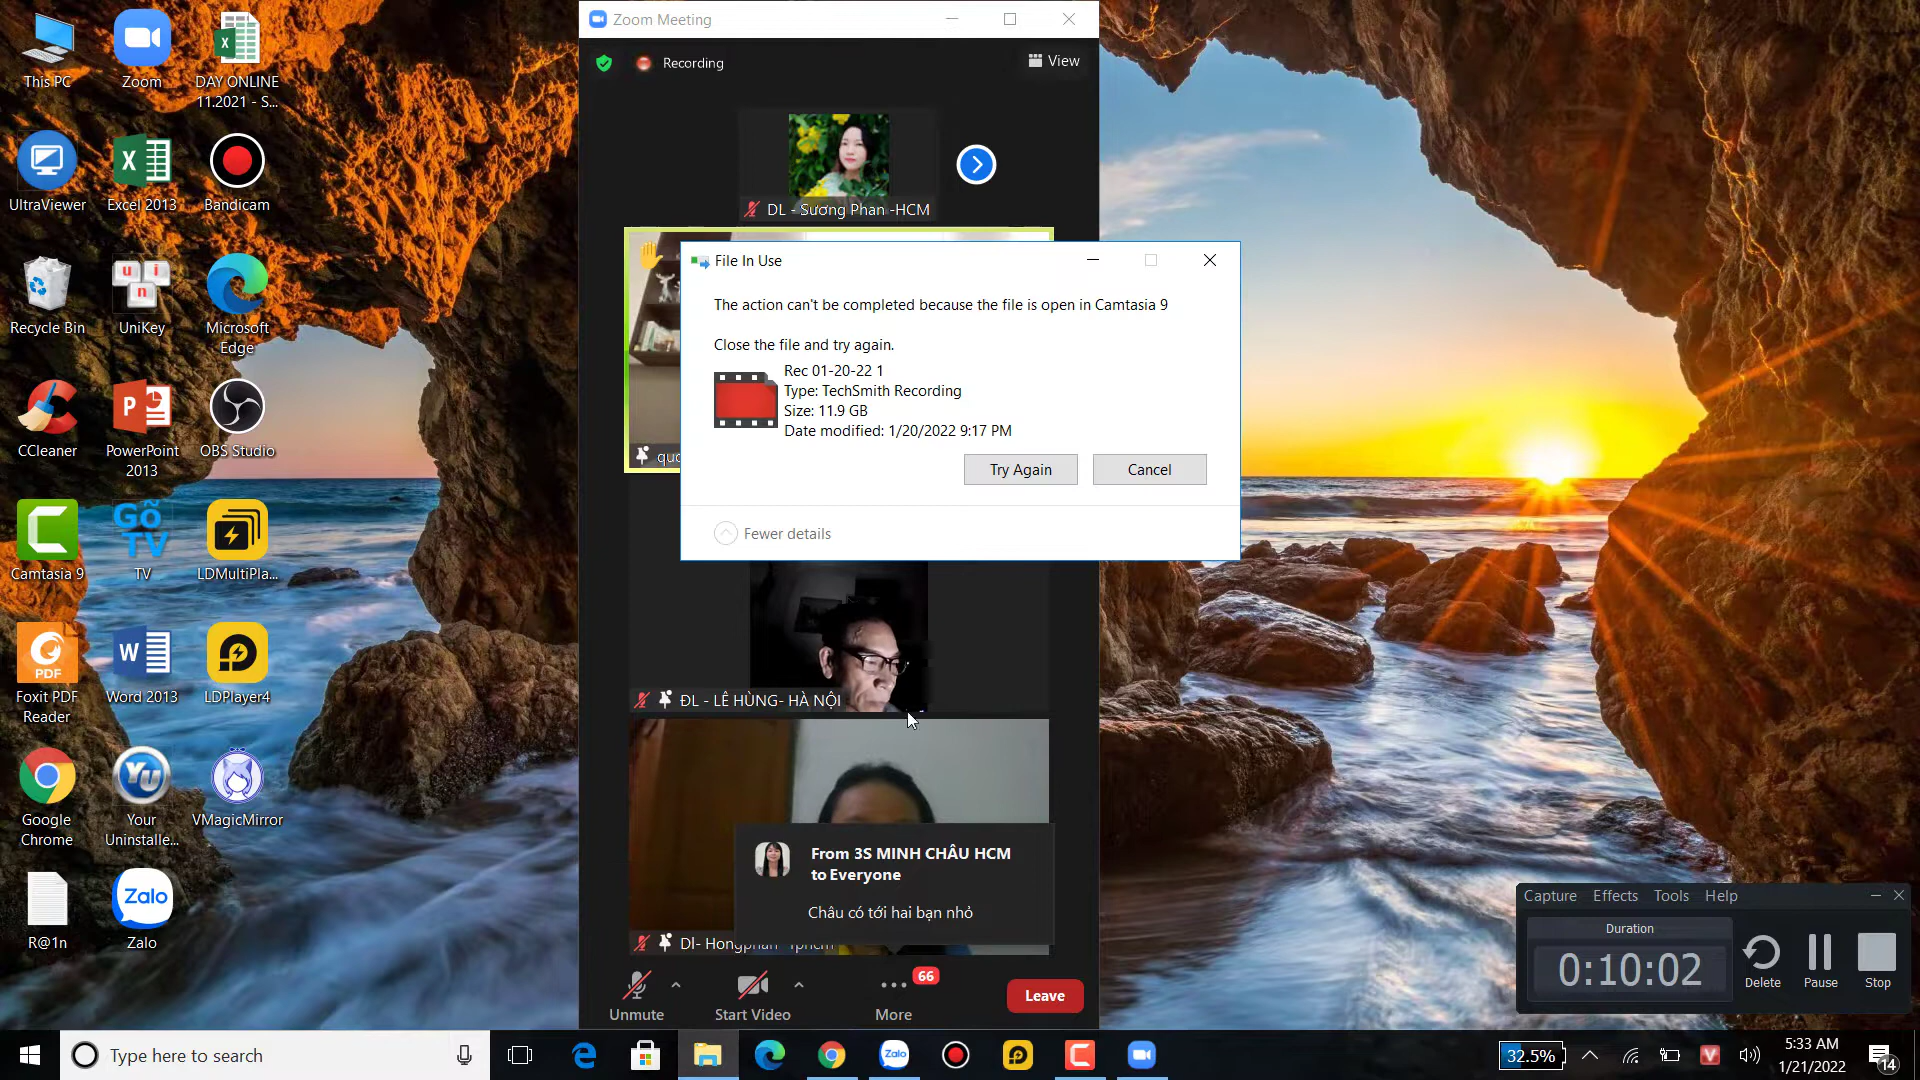 This PC
Zoom
DAY ONLINE
11.2021 - S...
UltraViewer
Excel 2013
Bandicam
Recycle Bin
UniKey
Microsoft
Edge
CCleaner
PowerPoint
2013
OBS Studio
Camtasia 9
GÕ
TV
TV
LDMultiPla...
PDF
Foxit PDF
Reader
Word 2013
LDPlayer4
Google
Chrome
Your
Uninstalle...
VMagicMirror
R@1n
Zalo
Zalo
Zoom Meeting
Recording
View
DL - Sương Phan -HCM
File In Use
The action can't be completed because the file is open in Camtasia 9
Close the file and try again.
Rec 01-20-22 1
Type: TechSmith Recording
Size: 11.9 GB
Date modified: 1/20/2022 9:17 PM
Try Again
Cancel
Fewer details
ĐL - LÊ HÙNG- HÀ NỘI
From 3S MINH CHÂU HCM
to Everyone
Châu có tới hai bạn nhỏ
Unmute
Start Video
66
More
Leave
Capture
Effects
Tools
Help
Duration
0:10:02
Delete
Pause
Stop
Type here to search
Zalo
32.5%
5:33 AM
1/21/2022
14